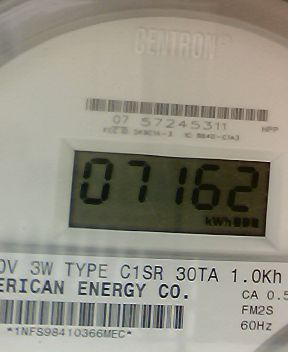 CENTRON®
07 57245311
07162
kWh
0V 3W TYPE C1SR 30TA 1.0Kh
ERICAN ENERGY CO.
CA 0.5
FM2S
60Hz
*1NFS98410366MEC*